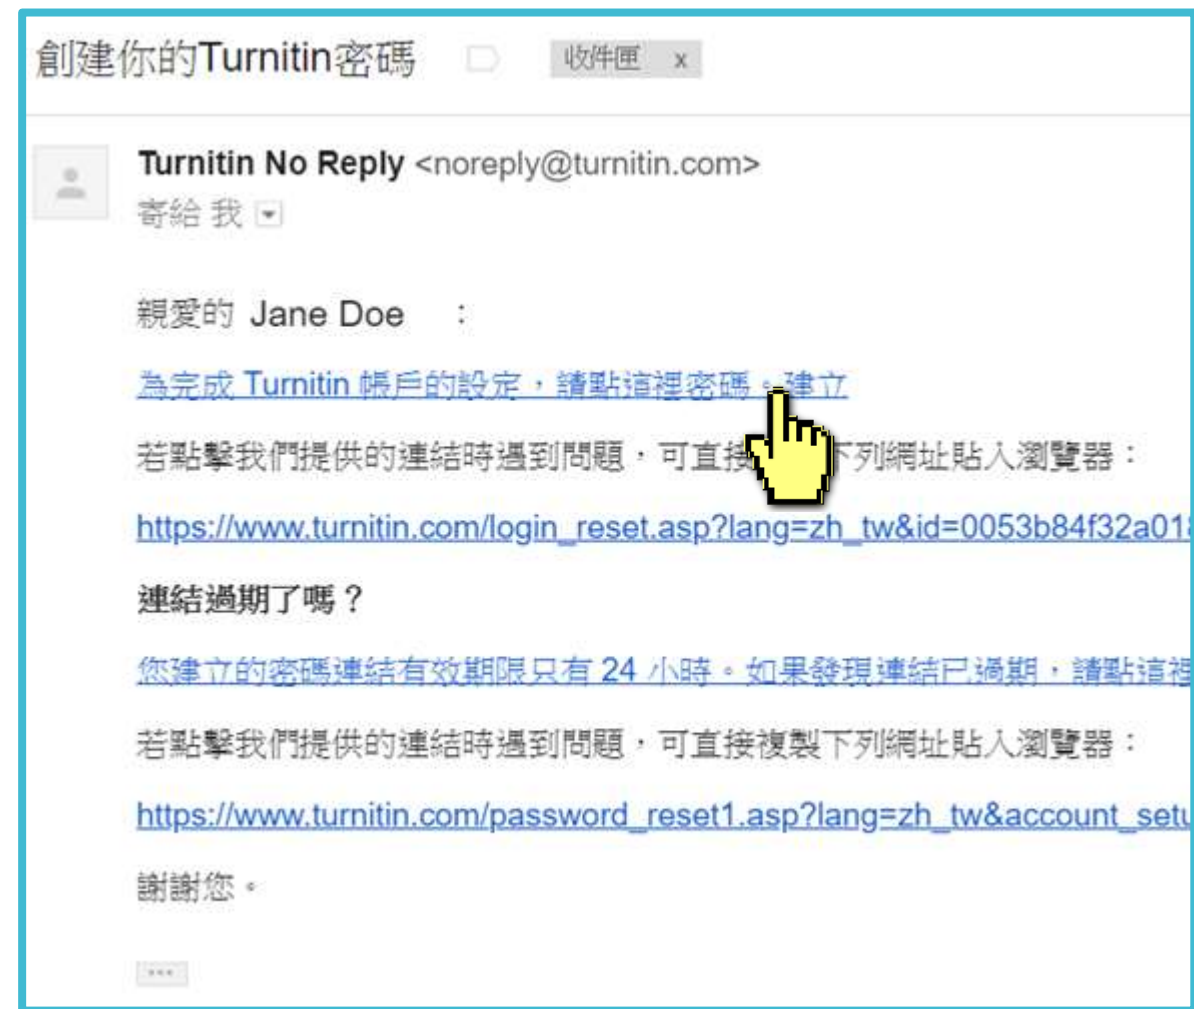 創建你的Turnitin密碼 收件匣 x
Turnitin No Reply <noreply@turnitin.com>
寄給 我
親愛的 Jane Doe ：
為完成 Turnitin 帳戶的設定，請點這裡密碼。建立
若點擊我們提供的連結時遇到問題，可直接 下列網址貼入瀏覽器：
https://www.turnitin.com/login_reset.asp?lang=zh_tw&id=0053b84f32a018
連結過期了嗎？
您建立的密碼連結有效期限只有 24 小時。如果發現連結已過期，請點這裡
若點擊我們提供的連結時遇到問題，可直接複製下列網址貼入瀏覽器：
https://www.turnitin.com/password_reset1.asp?lang=zh_tw&account_setu
謝謝您。